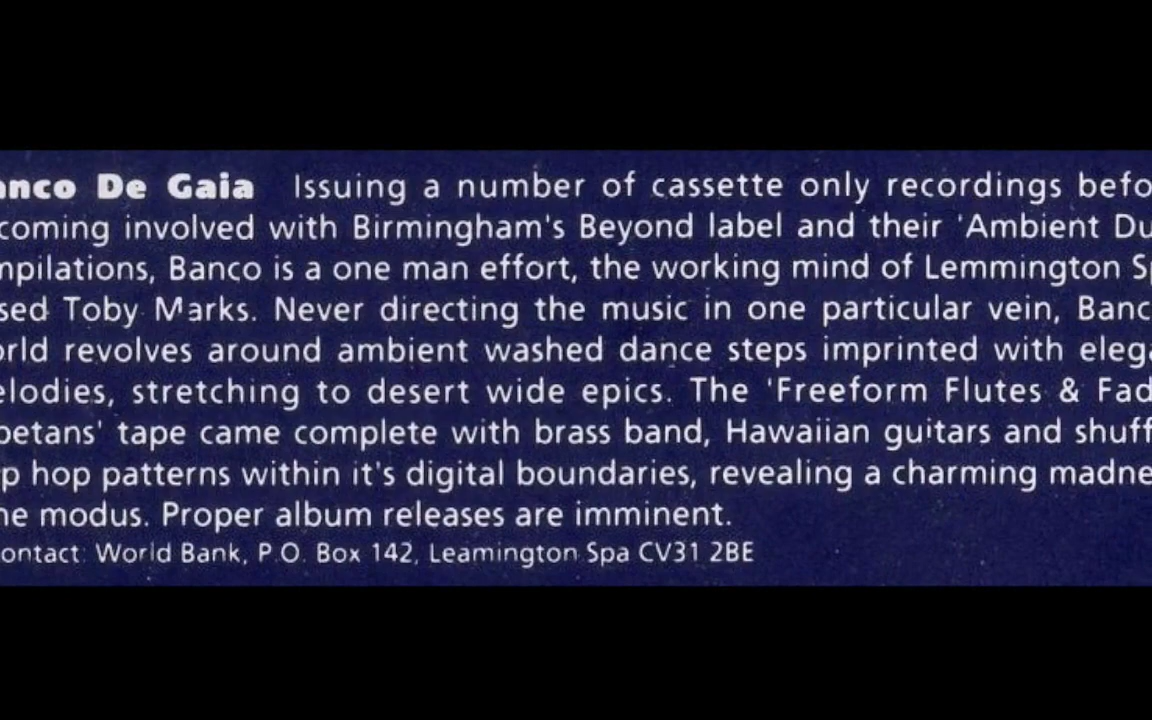 anco De Gaia Issuing a number of cassette only recordings befo
coming involved with Birmingham's Beyond label and their 'Ambient Du
mpilations, Banco is a one man effort, the working mind of Lemmington Sp
sed Toby Marks. Never directing the music in one particular vein, Banc
orld revolves around ambient washed dance steps imprinted with elega
elodies, stretching to desert wide epics. The 'Freeform Flutes & Fad
betans' tape came complete with brass band, Hawaiian guitars and shuff
p hop patterns within it's digital boundaries, revealing a charming madne
he modus. Proper album releases are imminent.
ontact: World Bank, P.O. Box 142, Leamington Spa CV31 2BE